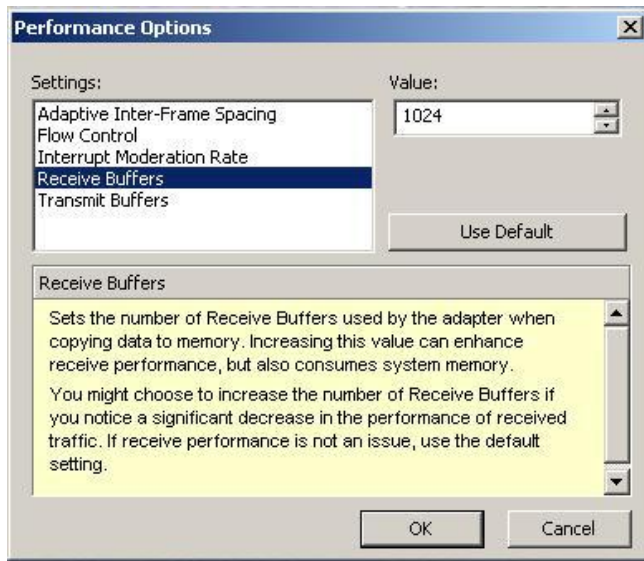 Performance Options
Settings:
Value:
Adaptive Inter-Frame Spacing
Flow Control
Interrupt Moderation Rate
Receive Buffers
Transmit Buffers
1024
Use Default
Receive Buffers
Sets the number of Receive Buffers used by the adapter when
copying data to memory. Increasing this value can enhance
receive performance, but also consumes system memory.
You might choose to increase the number of Receive Buffers if
you notice a significant decrease in the performance of received
traffic. If receive performance is not an issue, use the default
setting.
OK
Cancel